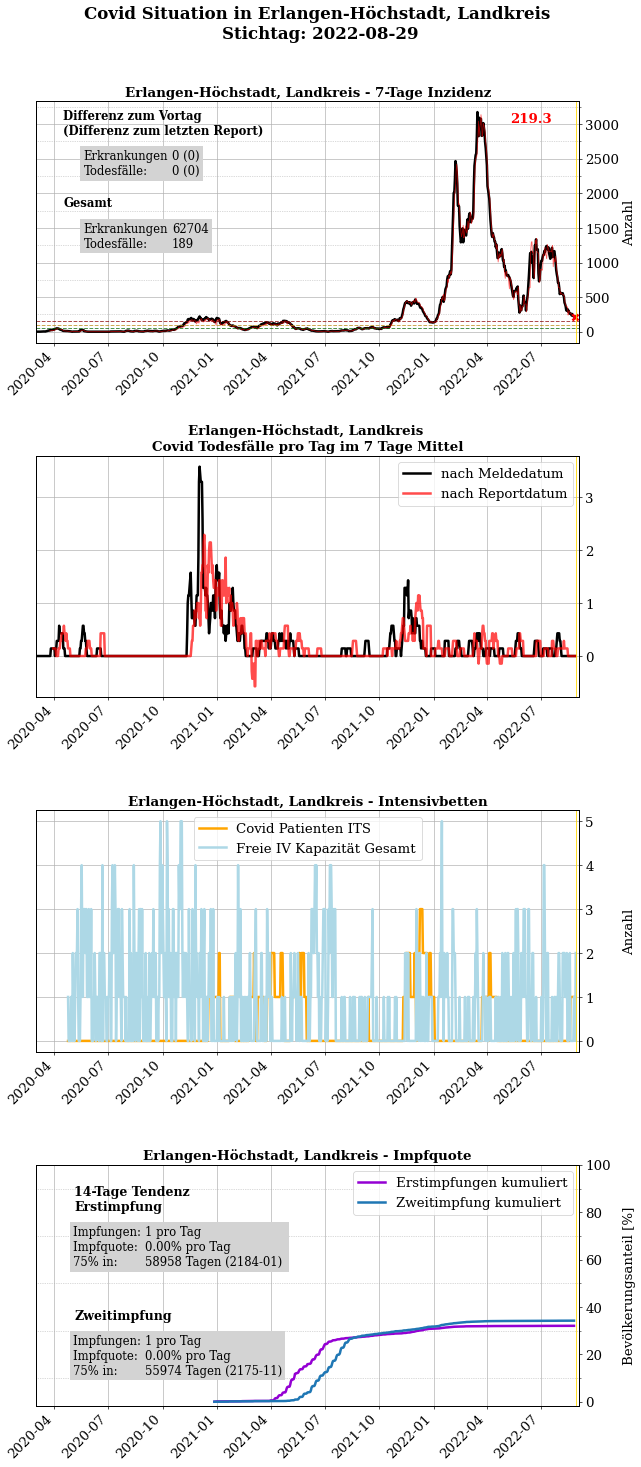 Covid Situation in Erlangen-Höchstadt, Landkreis
Stichtag: 2022-08-29
Erlangen-Höchstadt, Landkreis - 7-Tage Inzidenz
Differenz zum Vortag
(Differenz zum letzten Report)
Erkrankungen 0 (0)
Todesfälle: 0 (0)
Gesamt
Erkrankungen 62704
Todesfälle: 189
219.3
3000
2500
2000
1500
1000
500
0
Anzahl
2020-04 2020-07 2020-10 2021-01 2021-04 2021-07 2021-10 2022-01 2022-04 2022-07
Erlangen-Höchstadt, Landkreis
Covid Todesfälle pro Tag im 7 Tage Mittel
nach Meldedatum
nach Reportdatum
3
2
1
0
2020-04 2020-07 2020-10 2021-01 2021-04 2021-07 2021-10 2022-01 2022-04 2022-07
Erlangen-Höchstadt, Landkreis - Intensivbetten
Covid Patienten ITS
Freie IV Kapazität Gesamt
5
4
3
2
1
0
Anzahl
2020-04 2020-07 2020-10 2021-01 2021-04 2021-07 2021-10 2022-01 2022-04 2022-07
Erlangen-Höchstadt, Landkreis - Impfquote
14-Tage Tendenz
Erstimpfung
Impfungen: 1 pro Tag
Impfquote: 0.00% pro Tag
75% in: 58958 Tagen (2184-01)
Zweitimpfung
Impfungen: 1 pro Tag
Impfquote: 0.00% pro Tag
75% in: 55974 Tagen (2175-11)
Erstimpfungen kumuliert
Zweitimpfung kumuliert
100
80
60
40
20
0
Bevölkerungsanteil [%]
2020-04 2020-07 2020-10 2021-01 2021-04 2021-07 2021-10 2022-01 2022-04 2022-07